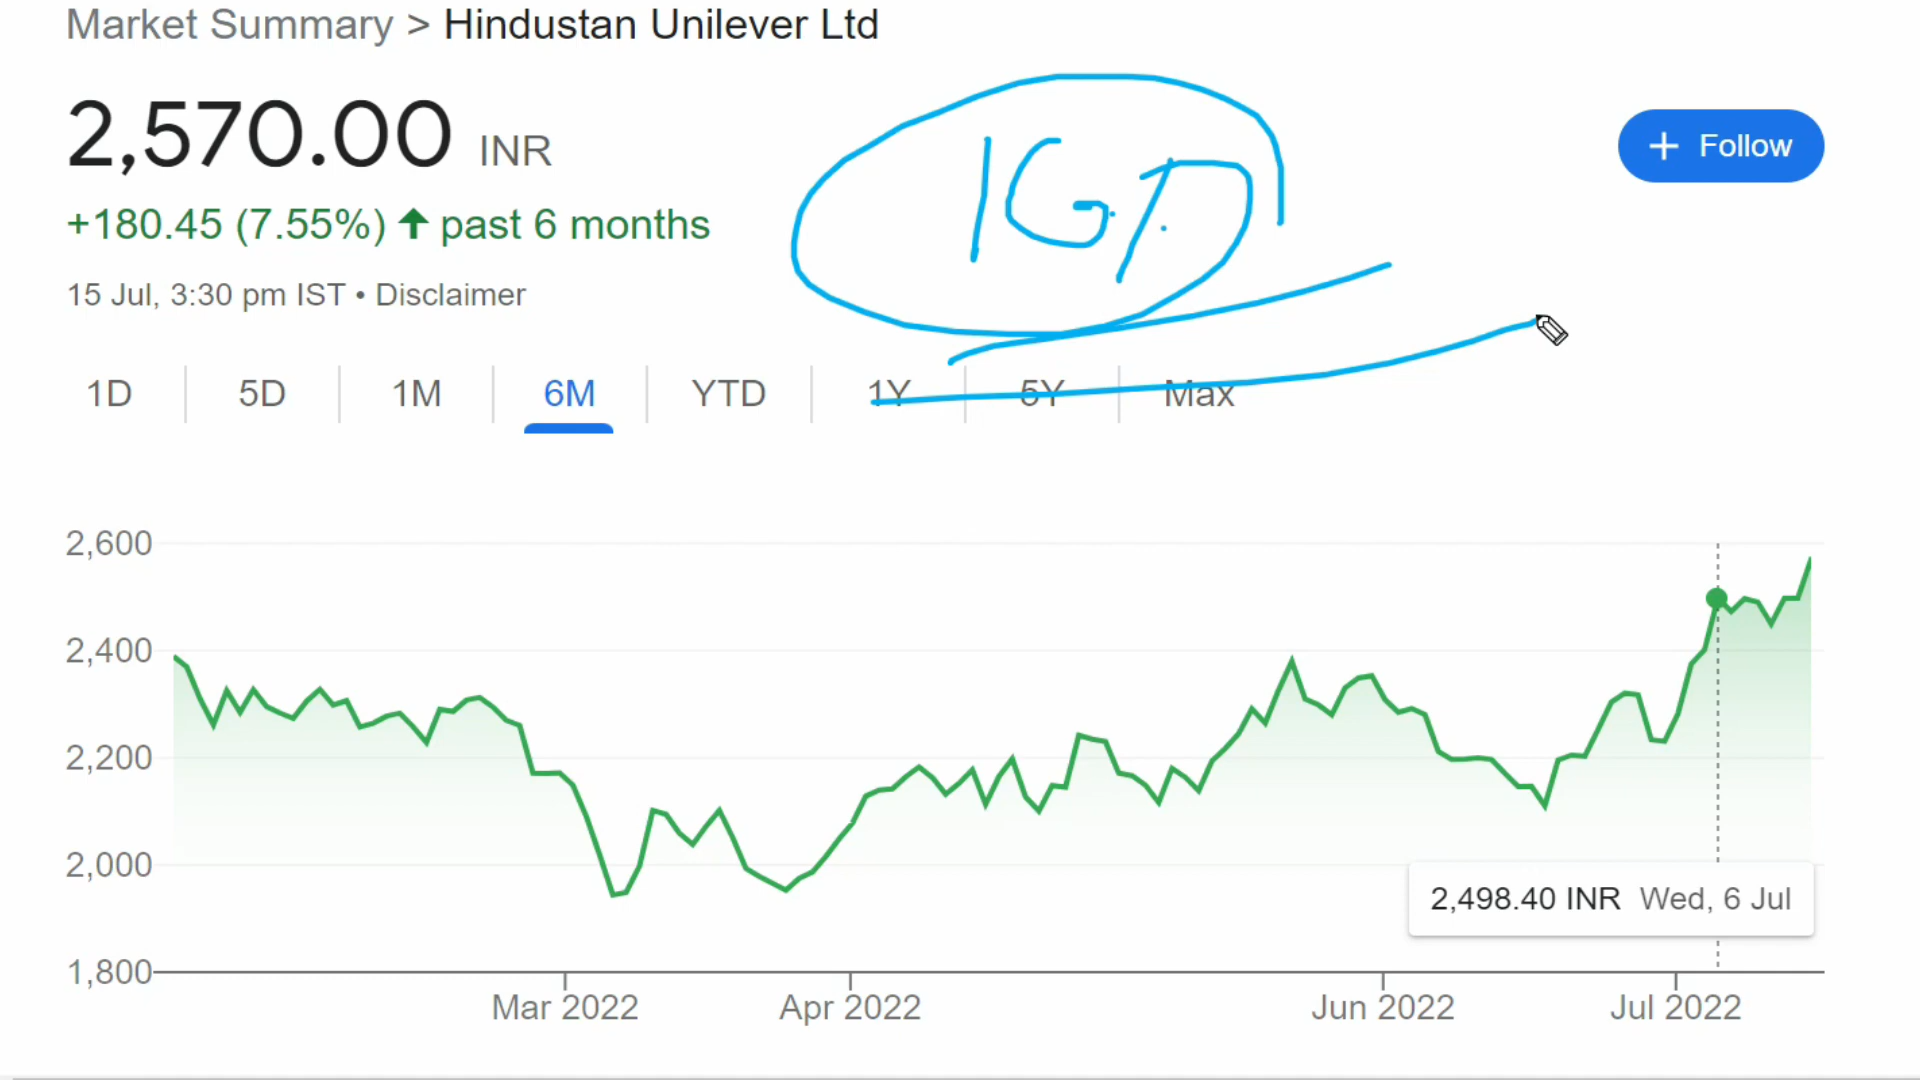 Market Summary > Hindustan Unilever Ltd
2,570.00 INR
+ Follow
+180.45 (7.55%) ↑ past 6 months
15 Jul, 3:30 pm IST • Disclaimer
1D 5D 1M 6M YTD 1Y 5Y Max
2,600
2,400
2,200
2,000
1,800
2,498.40 INR Wed, 6 Jul
Mar 2022 Apr 2022 Jun 2022 Jul 2022